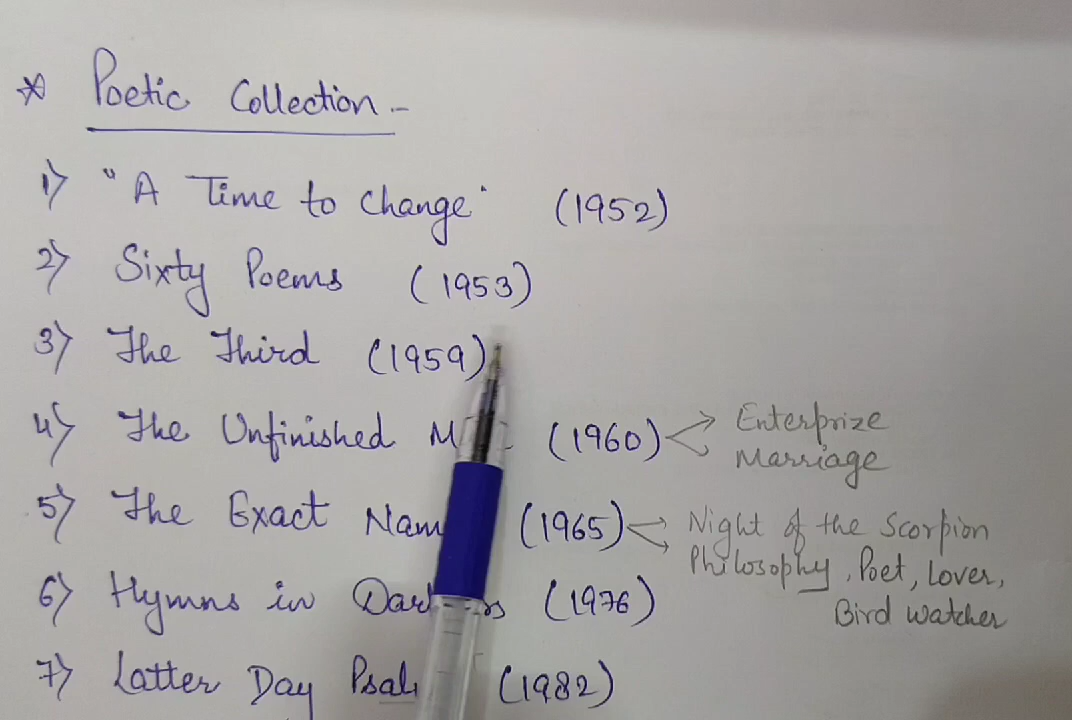 * Poetic Collection -
1) "A Time to change" (1952)
2) Sixty Poems (1953)
3) The Third (1959)
4) The Unfinished (1960) Enterprize
Marriage
5) The Exact (1965) Night of the Scorpion
Philosophy, Poet, Lover,
6) Hymns in (1976) Bird watcher
7) Latter Day (1982)